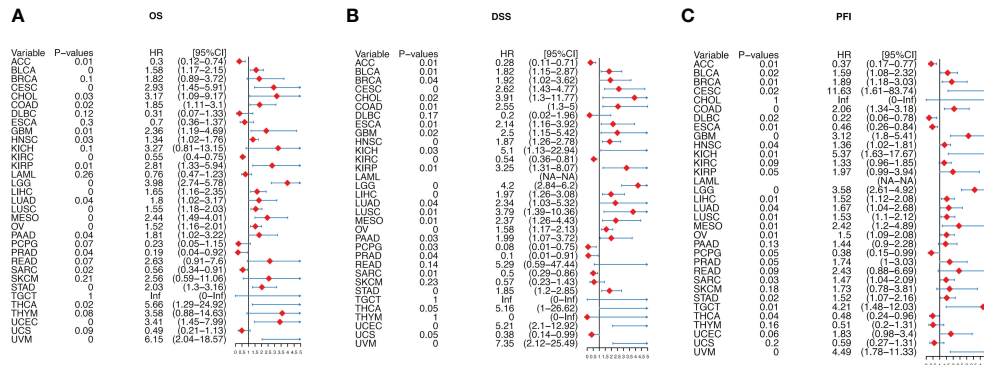 A
OS
Variable P−values HR [95%CI]
ACC 0.01 0.3 (0.12−0.74)
BLCA 0 1.58 (1.17−2.15)
BRCA 0.1 1.82 (0.89−3.72)
CESC 0 2.93 (1.45−5.91)
CHOL 0.03 3.17 (1.09−9.17)
COAD 0.02 1.85 (1.11−3.1)
DLBC 0.12 0.31 (0.07−1.33)
ESCA 0.3 0.7 (0.36−1.37)
GBM 0.01 2.36 (1.19−4.69)
HNSC 0.03 1.34 (1.02−1.76)
KICH 0.1 3.27 (0.81−13.15)
KIRC 0 0.55 (0.4−0.75)
KIRP 0.01 2.81 (1.33−5.94)
LAML 0.26 0.76 (0.47−1.23)
LGG 0 3.98 (2.74−5.78)
LIHC 0 1.65 (1.16−2.35)
LUAD 0.04 1.8 (1.02−3.17)
LUSC 0 1.55 (1.18−2.03)
MESO 0 2.44 (1.49−4.01)
OV 0 1.52 (1.16−2.01)
PAAD 0.04 1.81 (1.02−3.22)
PCPG 0.07 0.23 (0.05−1.15)
PRAD 0.04 0.19 (0.04−0.92)
READ 0.07 2.63 (0.91−7.6)
SARC 0.02 0.56 (0.34−0.91)
SKCM 0.21 2.56 (0.59−11.06)
STAD 0 2.03 (1.3−3.16)
TGCT 1 Inf (0−Inf)
THCA 0.02 5.66 (1.29−24.92)
THYM 0.08 3.58 (0.88−14.63)
UCEC 0 3.41 (1.45−7.99)
UCS 0.09 0.49 (0.21−1.13)
UVM 0 6.15 (2.04−18.57)
0 0.5 1 1.5 2 2.5 3 3.5 4 4.5 5
B
DSS
Variable P−values HR [95%CI]
ACC 0.01 0.28 (0.11−0.71)
BLCA 0.01 1.82 (1.15−2.87)
BRCA 0.04 1.92 (1.02−3.62)
CESC 0 2.62 (1.43−4.77)
CHOL 0.02 3.91 (1.3−11.77)
COAD 0.01 2.55 (1.3−5)
DLBC 0.17 0.2 (0.02−1.96)
ESCA 0.01 2.14 (1.16−3.92)
GBM 0.02 2.5 (1.15−5.42)
HNSC 0 1.87 (1.26−2.78)
KICH 0.03 5.1 (1.13−22.94)
KIRC 0 0.54 (0.36−0.81)
KIRP 0.01 3.25 (1.31−8.07)
LAML (NA−NA)
LGG 0 4.2 (2.84−6.2)
LIHC 0 1.97 (1.26−3.08)
LUAD 0.04 2.34 (1.03−5.32)
LUSC 0.01 3.79 (1.39−10.36)
MESO 0.01 2.37 (1.26−4.43)
OV 0 1.58 (1.17−2.13)
PAAD 0.03 1.99 (1.07−3.72)
PCPG 0.03 0.08 (0.01−0.75)
PRAD 0.04 0.1 (0.01−0.91)
READ 0.14 5.29 (0.59−47.44)
SARC 0.01 0.5 (0.29−0.86)
SKCM 0.23 0.57 (0.23−1.43)
STAD 0 1.85 (1.2−2.85)
TGCT 1 Inf (0−Inf)
THCA 0.05 5.16 (1−26.62)
THYM 1 0 (0−Inf)
UCEC 0 5.21 (2.1−12.92)
UCS 0.05 0.38 (0.14−0.99)
UVM 0 7.35 (2.12−25.49)
0 0.5 1 1.5 2 2.5 3 3.5 4 4.5 5
C
PFI
Variable P−values HR [95%CI]
ACC 0.01 0.37 (0.17−0.77)
BLCA 0.02 1.59 (1.08−2.32)
BRCA 0.01 1.89 (1.18−3.03)
CESC 0.02 11.63 (1.61−83.74)
CHOL 1 Inf (0−Inf)
COAD 0 2.06 (1.34−3.18)
DLBC 0.02 0.22 (0.06−0.78)
ESCA 0.01 0.46 (0.26−0.84)
GBM 0 3.12 (1.8−5.41)
HNSC 0.04 1.36 (1.02−1.81)
KICH 0.01 5.37 (1.63−17.67)
KIRC 0.09 1.33 (0.96−1.85)
KIRP 0.05 1.97 (0.99−3.94)
LAML (NA−NA)
LGG 0 3.58 (2.61−4.92)
LIHC 0.01 1.52 (1.12−2.08)
LUAD 0.04 1.67 (1.04−2.68)
LUSC 0.01 1.53 (1.1−2.12)
MESO 0.01 2.42 (1.2−4.89)
OV 0.01 1.5 (1.09−2.08)
PAAD 0.13 1.44 (0.9−2.28)
PCPG 0.05 0.38 (0.15−0.99)
PRAD 0.05 1.74 (1−3.03)
READ 0.09 2.43 (0.88−6.69)
SARC 0.03 1.47 (1.04−2.09)
SKCM 0.18 1.73 (0.78−3.81)
STAD 0.02 1.52 (1.07−2.16)
TGCT 0.01 4.21 (1.48−12.03)
THCA 0.04 0.48 (0.24−0.96)
THYM 0.16 0.51 (0.2−1.31)
UCEC 0.06 1.83 (0.98−3.4)
UCS 0.2 0.59 (0.27−1.31)
UVM 0 4.49 (1.78−11.33)